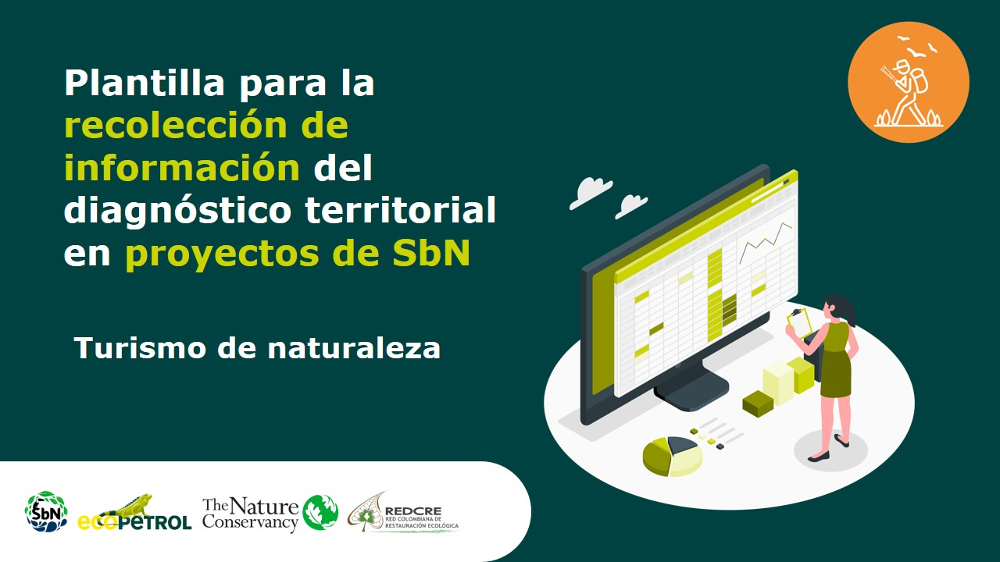 Plantilla para la
recolección de
información del
diagnóstico territorial
en proyectos de SbN
Turismo de naturaleza
SbN
ecoPETROL
The Nature
Conservancy
REDCRE
RED COLOMBIANA DE
RESTAURACIÓN ECOLÓGICA